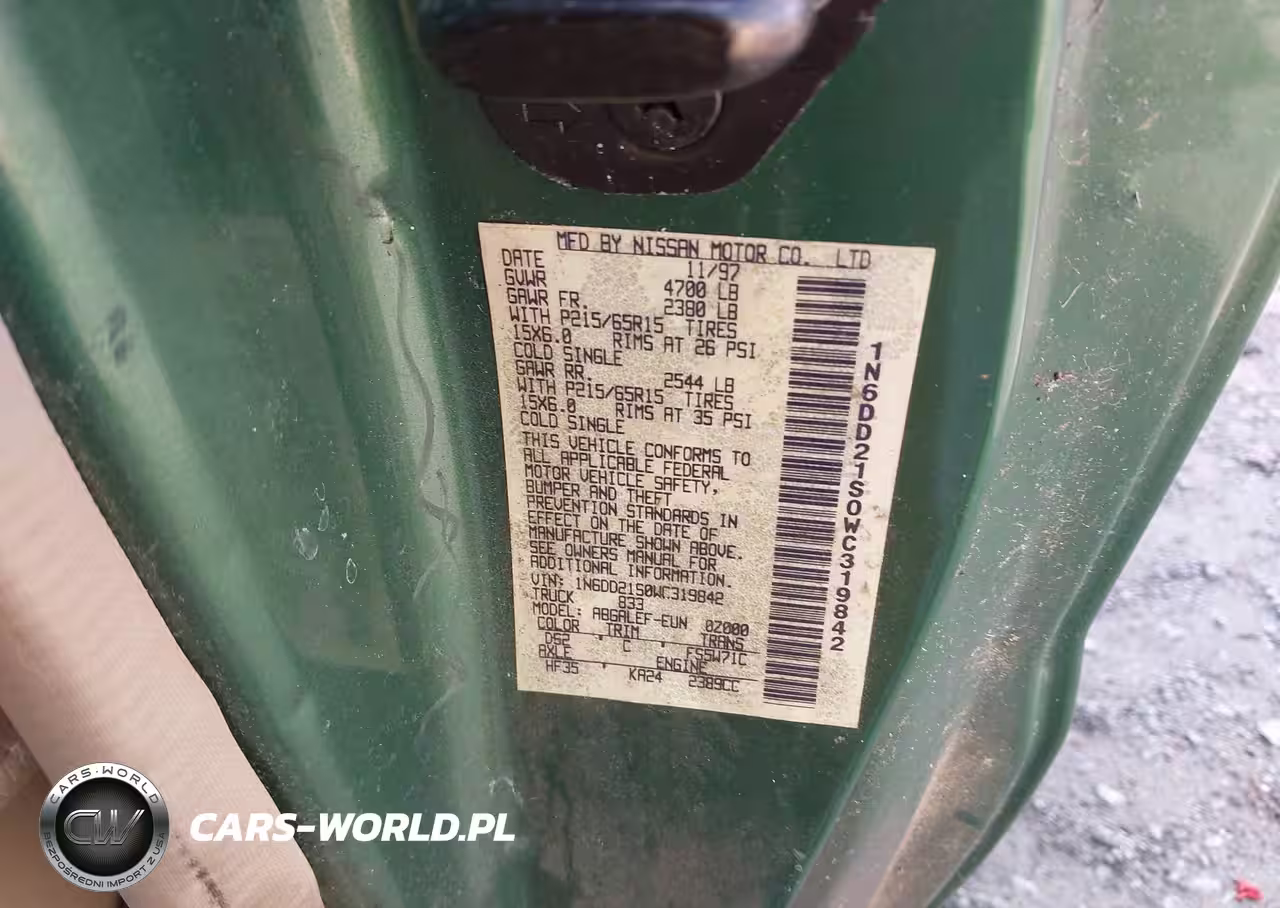 MFD BY NISSAN MOTOR CO. LTD
DATE 11/97
GVWR 4700 LB
GAWR FR. 2380 LB
WITH P215/65R15 TIRES
15X6.0 RIMS AT 26 PSI
COLD SINGLE
GAWR RR. 2544 LB
WITH P215/65R15 TIRES
15X6.0 RIMS AT 35 PSI
COLD SINGLE
THIS VEHICLE CONFORMS TO
ALL APPLICABLE FEDERAL
MOTOR VEHICLE SAFETY,
BUMPER AND THEFT
PREVENTION STANDARDS IN
EFFECT ON THE DATE OF
MANUFACTURE SHOWN ABOVE.
SEE OWNERS MANUAL FOR
ADDITIONAL INFORMATION.
VIN: 1N6DD21S0WC319842
TRUCK 833
MODEL: ABGALEF-EUN 0Z000
COLOR TRIM TRANS
DS2 C FS5W71C
AXLE ENGINE
HF35 KA24 2389CC
1N6DD21S0WC319842
CARS-WORLD
CW
BEZPOŚREDNI IMPORT Z USA
CARS-WORLD.PL